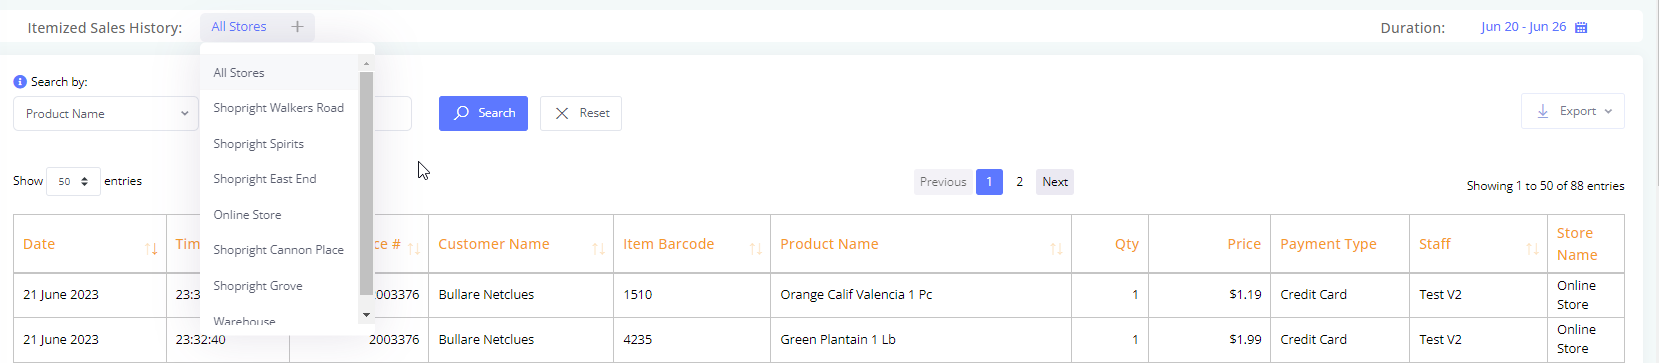 Itemized Sales History: All Stores Duration: Jun 20 - Jun 26
All Stores
Search by:
Shopright Walkers Road
Product Name Search Reset Export
Shopright Spirits
Shopright East End
Show 50 entries Previous 1 2 Next Showing 1 to 50 of 88 entries
Online Store
Shopright Cannon Place
Date Tim ce # Customer Name Item Barcode Product Name Qty Price Payment Type Staff Store
Name
Shopright Grove
21 June 2023 23:3 2003376 Bullare Netclues 1510 Orange Calif Valencia 1 Pc 1 $1.19 Credit Card Test V2 Online
Store
Warehouse
21 June 2023 23:32:40 2003376 Bullare Netclues 4235 Green Plantain 1 Lb 1 $1.99 Credit Card Test V2 Online
Store